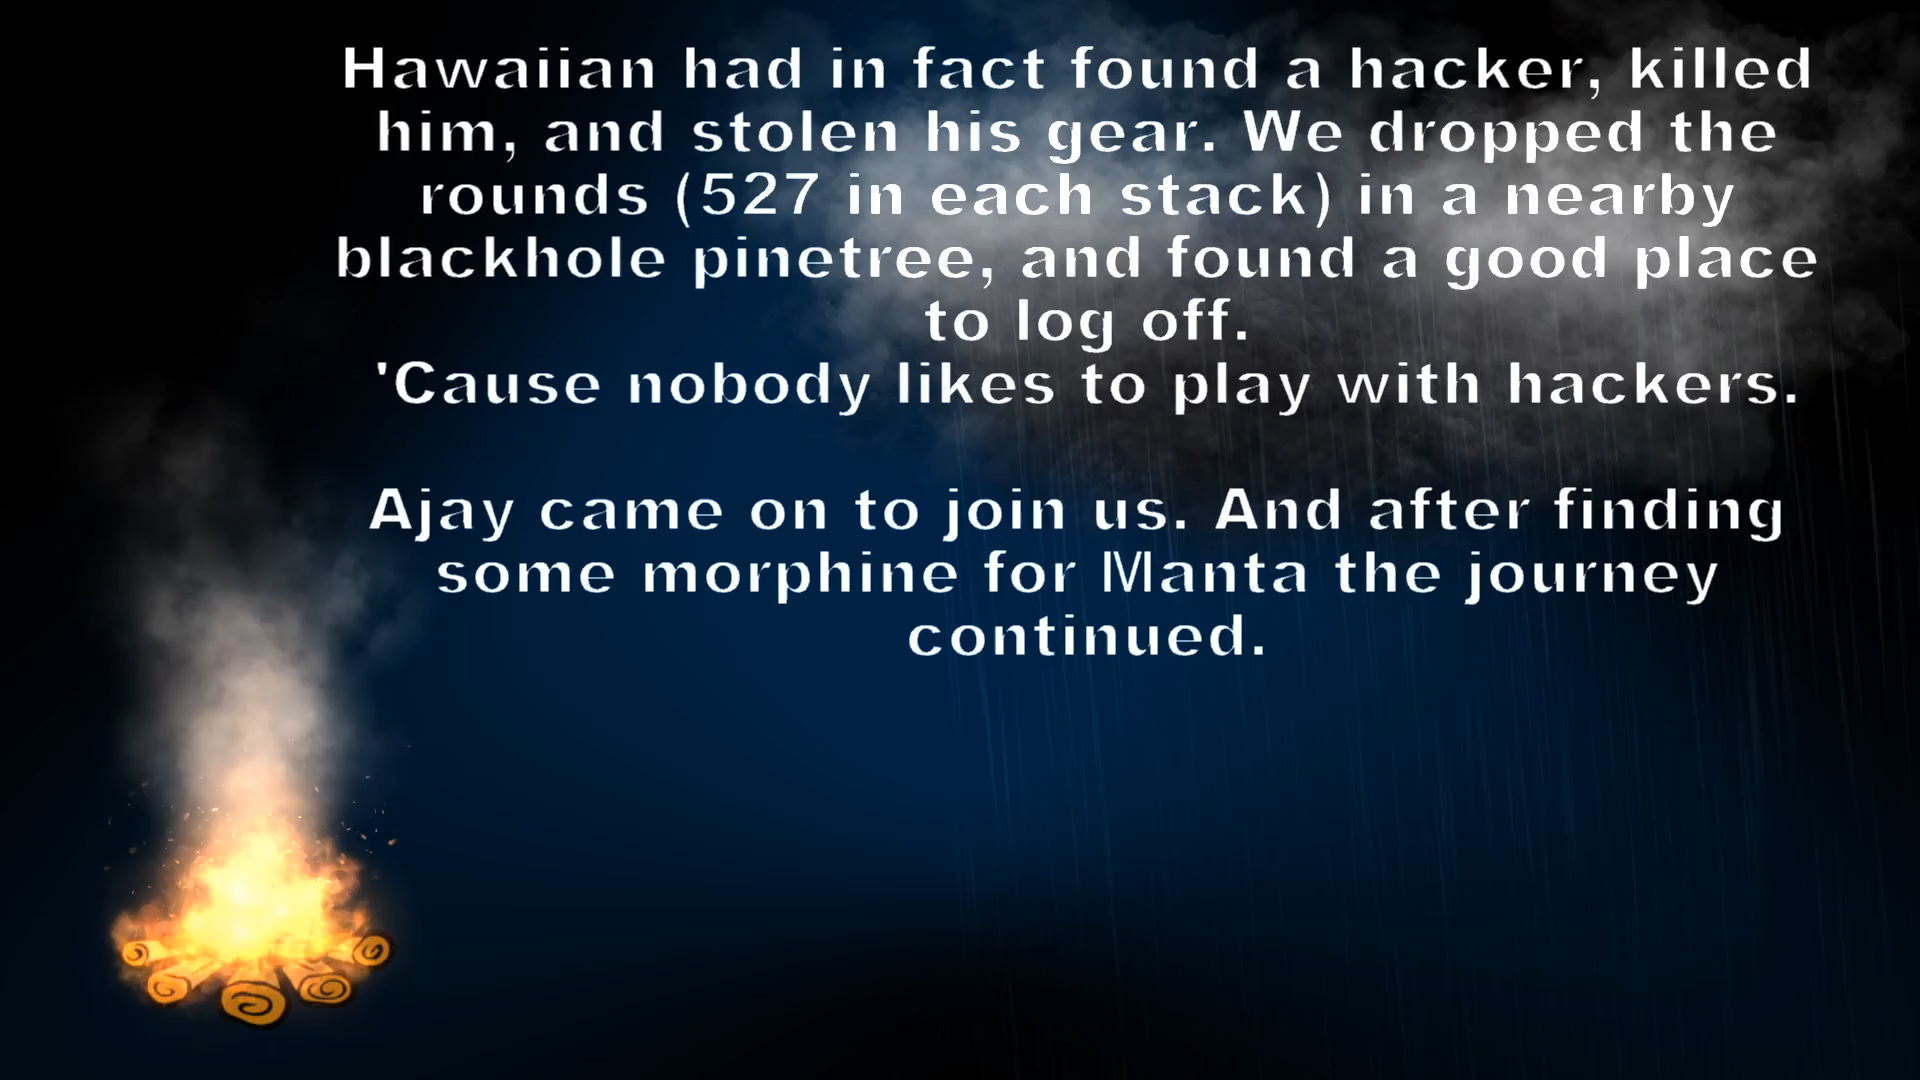 Hawaiian had in fact found a hacker, killed
him, and stolen his gear. We dropped the
rounds (527 in each stack) in a nearby
blackhole pinetree, and found a good place
to log off.
'Cause nobody likes to play with hackers.
Ajay came on to join us. And after finding
some morphine for Manta the journey
continued.